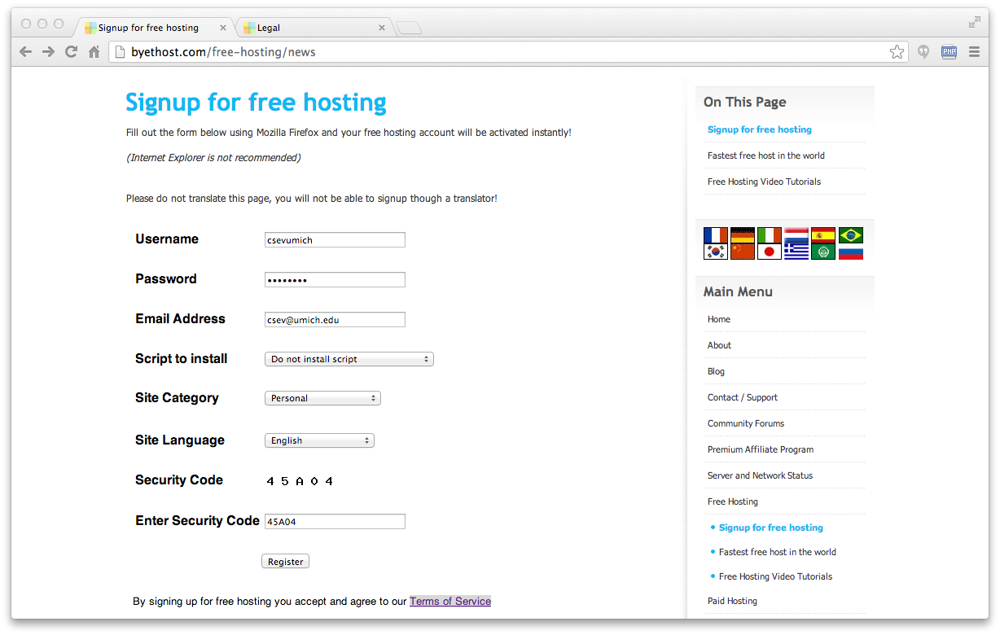 Signup for free hosting
Legal
byethost.com/free-hosting/news
PHP
Signup for free hosting
Fill out the form below using Mozilla Firefox and your free hosting account will be activated instantly!
(Internet Explorer is not recommended)
Please do not translate this page, you will not be able to signup though a translator!
Username csevumich
Password ••••••••
Email Address csev@umich.edu
Script to install Do not install script
Site Category Personal
Site Language English
Security Code 4 5 A 0 4
Enter Security Code 45A04
Register
By signing up for free hosting you accept and agree to our Terms of Service
On This Page
Signup for free hosting
Fastest free host in the world
Free Hosting Video Tutorials
Main Menu
Home
About
Blog
Contact / Support
Community Forums
Premium Affiliate Program
Server and Network Status
Free Hosting
• Signup for free hosting
• Fastest free host in the world
• Free Hosting Video Tutorials
Paid Hosting